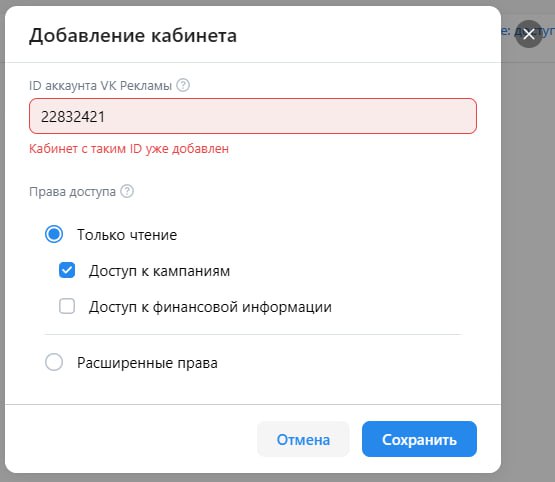 Добавление кабинета
ID аккаунта VK Рекламы
22832421
Кабинет с таким ID уже добавлен
Права доступа
Только чтение
Доступ к кампаниям
Доступ к финансовой информации
Расширенные права
Отмена
Сохранить